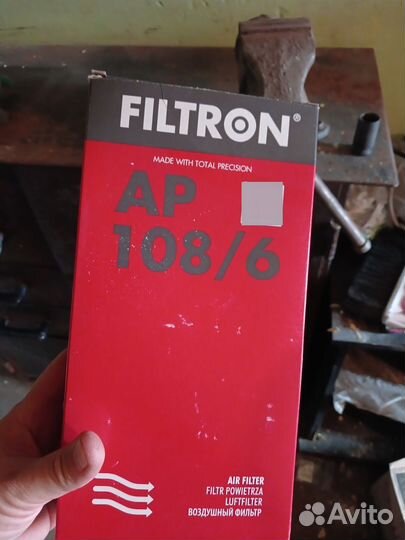 FILTRON®
MADE WITH TOTAL PRECISION
AP
108/6
AIR FILTER
FILTR POWIETRZA
LUFTFILTER
ВОЗДУШНЫЙ ФИЛЬТР
Avito